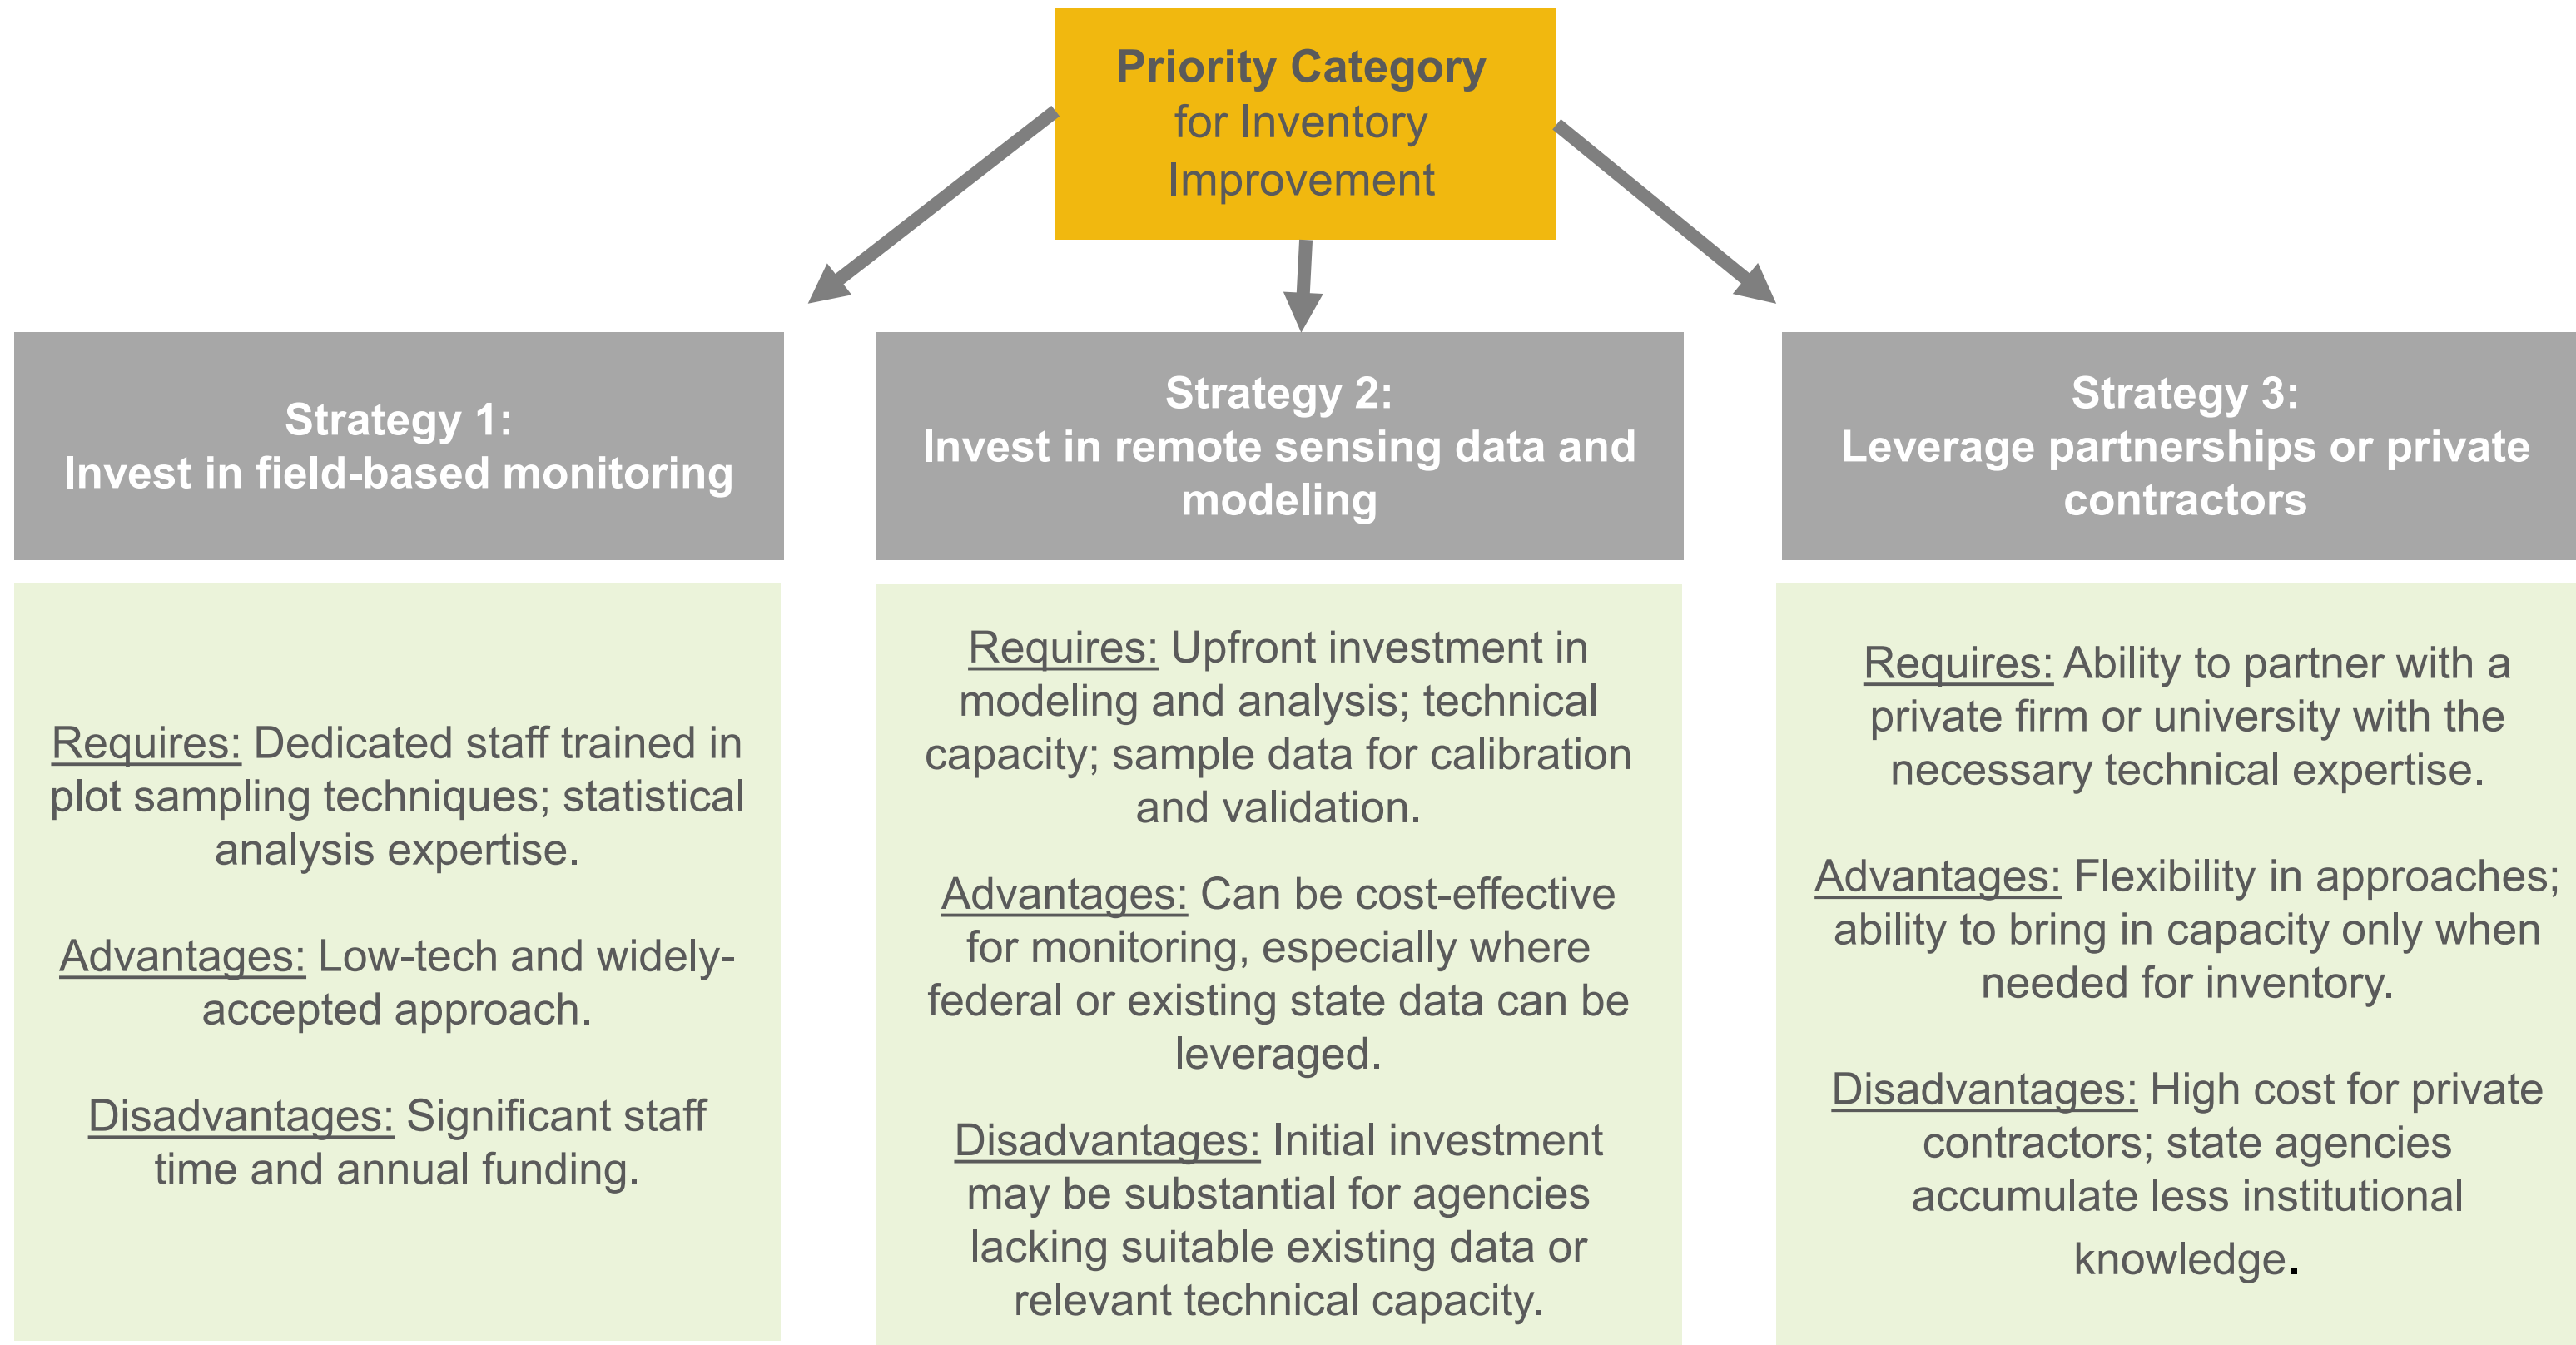 Priority Category
for Inventory
Improvement
Strategy 1:
Invest in field-based monitoring
Requires: Dedicated staff trained in
plot sampling techniques; statistical
analysis expertise.
Advantages: Low-tech and widely-
accepted approach.
Disadvantages: Significant staff
time and annual funding.
Strategy 2:
Invest in remote sensing data and
modeling
Requires: Upfront investment in
modeling and analysis; technical
capacity; sample data for calibration
and validation.
Advantages: Can be cost-effective
for monitoring, especially where
federal or existing state data can be
leveraged.
Disadvantages: Initial investment
may be substantial for agencies
lacking suitable existing data or
relevant technical capacity.
Strategy 3:
Leverage partnerships or private
contractors
Requires: Ability to partner with a
private firm or university with the
necessary technical expertise.
Advantages: Flexibility in approaches;
ability to bring in capacity only when
needed for inventory.
Disadvantages: High cost for private
contractors; state agencies
accumulate less institutional
knowledge.